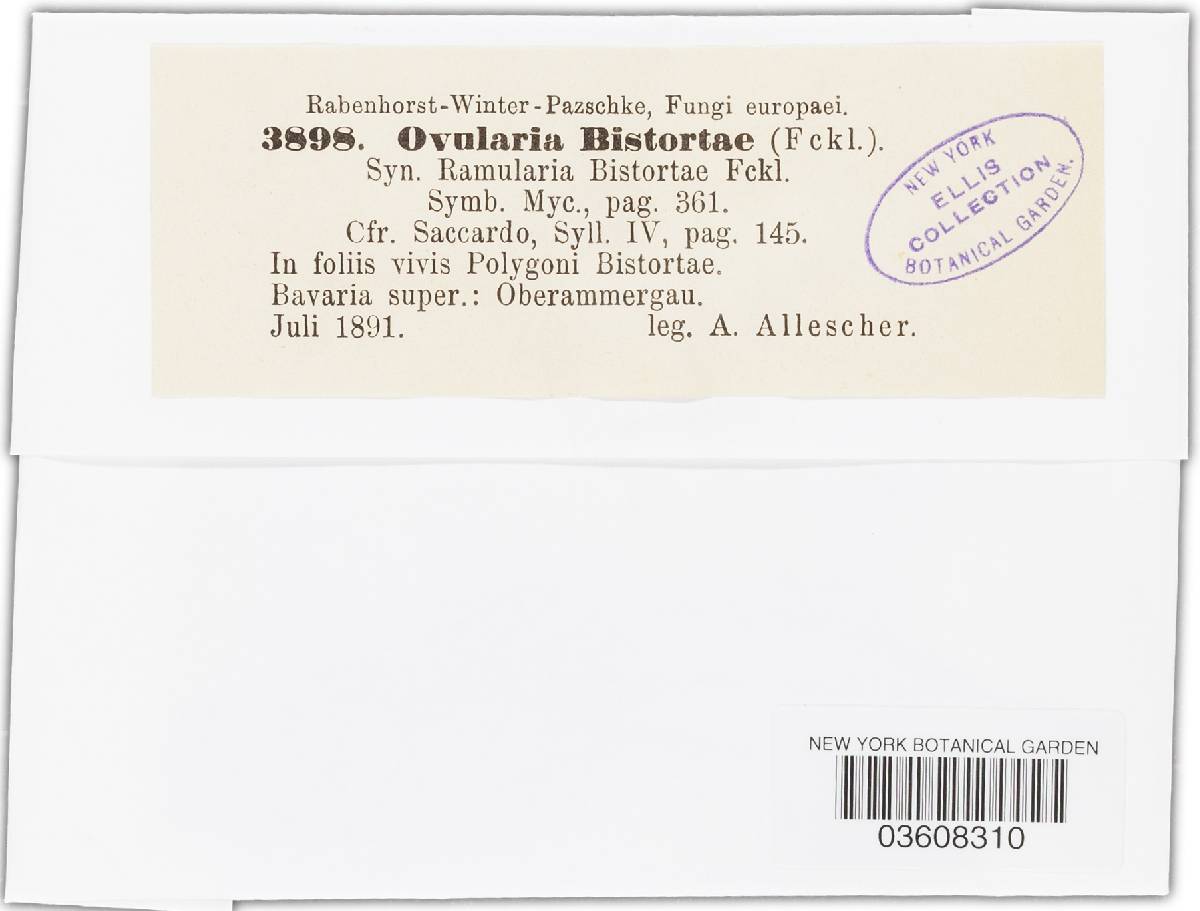 Rabenhorst-Winter-Pazschke, Fungi europaei.
3898. Ovularia Bistortae (Fckl.).
Syn. Ramularia Bistortae Fckl.
Symb. Myc., pag. 361.
Cfr. Saccardo, Syll. IV, pag. 145.
In foliis vivis Polygoni Bistortae.
Bavaria super.: Oberammergau.
Juli 1891. leg. A. Allescher.
NEW YORK
ELLIS
COLLECTION
BOTANICAL GARDEN.
NEW YORK BOTANICAL GARDEN
03608310